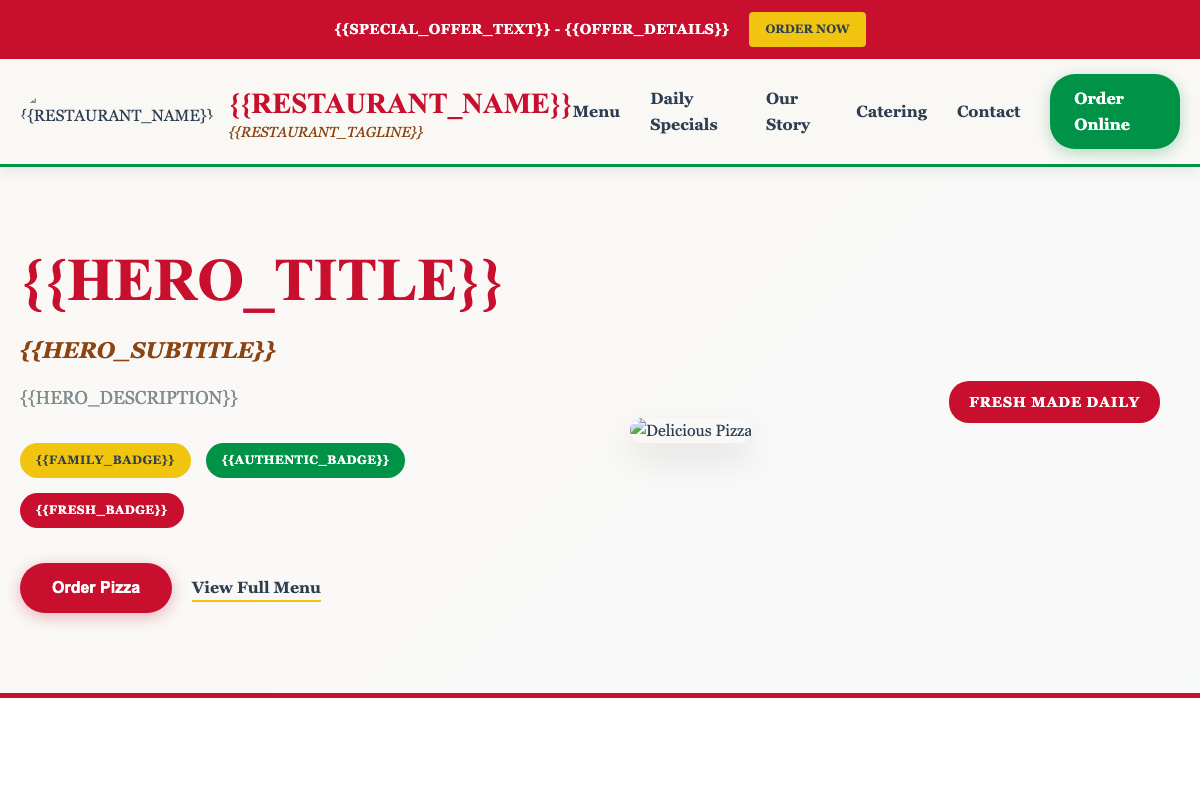 {{SPECIAL_OFFER_TEXT}} - {{OFFER_DETAILS}}
ORDER NOW
{{RESTAURANT_NAME}}
{{RESTAURANT_NAME}}
{{RESTAURANT_TAGLINE}}
Menu
Daily
Specials
Our
Story
Catering
Contact
Order
Online
{{HERO_TITLE}}
{{HERO_SUBTITLE}}
{{HERO_DESCRIPTION}}
{{FAMILY_BADGE}}
{{AUTHENTIC_BADGE}}
{{FRESH_BADGE}}
Order Pizza
View Full Menu
FRESH MADE DAILY
Delicious Pizza